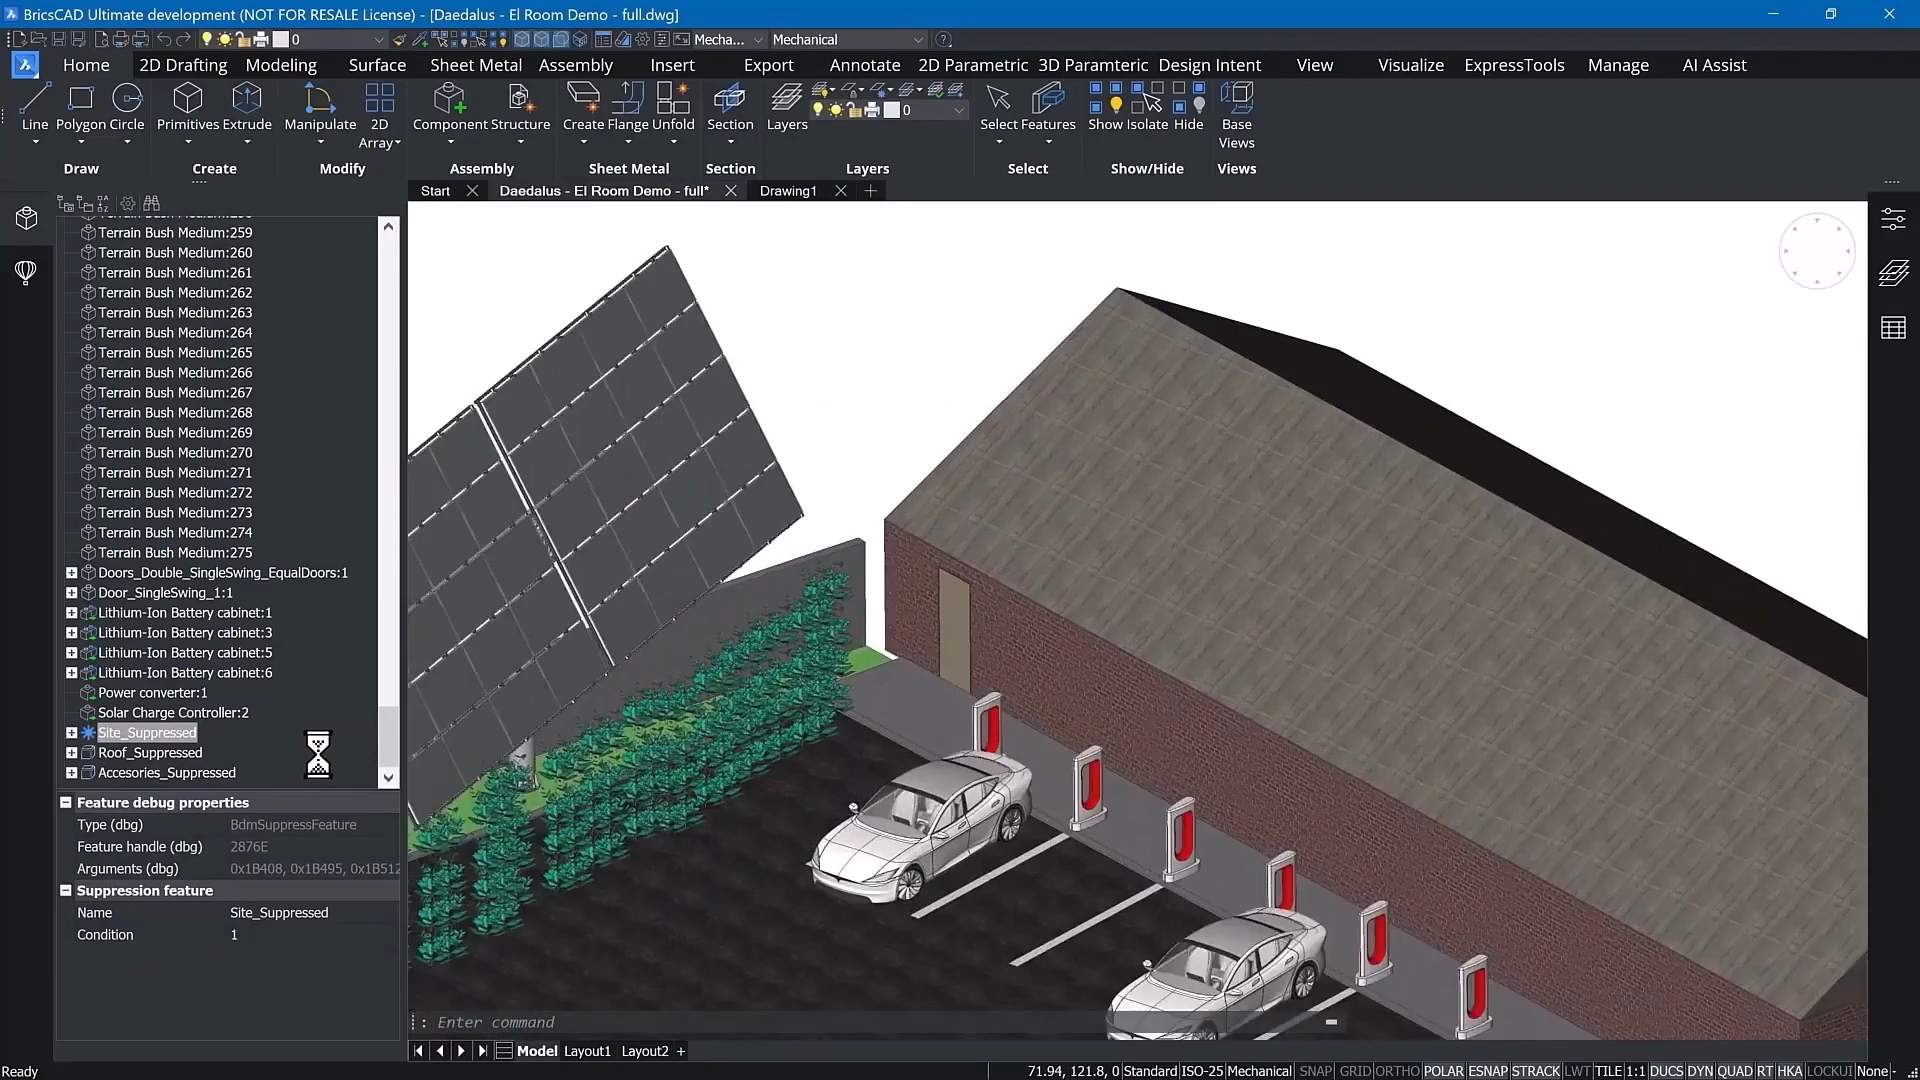 BricsCAD Ultimate development (NOT FOR RESALE License) - [Daedalus - El Room Demo - full.dwg]
0 Mecha... Mechanical
Home 2D Drafting Modeling Surface Sheet Metal Assembly Insert Export Annotate 2D Parametric 3D Paramteric Design Intent View Visualize ExpressTools Manage AI Assist
0
Line Polygon Circle Primitives Extrude Manipulate 2D Array Component Structure Create Flange Unfold Section Layers Select Features Show Isolate Hide Base Views
Draw Create Modify Assembly Sheet Metal Section Layers Select Show/Hide Views
Start Daedalus - El Room Demo - full* Drawing1
Terrain Bush Medium:259
Terrain Bush Medium:260
Terrain Bush Medium:261
Terrain Bush Medium:262
Terrain Bush Medium:263
Terrain Bush Medium:264
Terrain Bush Medium:265
Terrain Bush Medium:266
Terrain Bush Medium:267
Terrain Bush Medium:268
Terrain Bush Medium:269
Terrain Bush Medium:270
Terrain Bush Medium:271
Terrain Bush Medium:272
Terrain Bush Medium:273
Terrain Bush Medium:274
Terrain Bush Medium:275
Doors_Double_SingleSwing_EqualDoors:1
Door_SingleSwing_1:1
Lithium-Ion Battery cabinet:1
Lithium-Ion Battery cabinet:3
Lithium-Ion Battery cabinet:5
Lithium-Ion Battery cabinet:6
Power converter:1
Solar Charge Controller:2
Site_Suppressed
Roof_Suppressed
Accesories_Suppressed
Feature debug properties
Type (dbg) BdmSuppressFeature
Feature handle (dbg) 2876E
Arguments (dbg) 0x1B408, 0x1B495, 0x1B512
Suppression feature
Name Site_Suppressed
Condition 1
: Enter command
Model Layout1 Layout2 +
Ready 71.94, 121.8, 0 Standard ISO-25 Mechanical SNAP GRID ORTHO POLAR ESNAP STRACK LWT TILE 1:1 DUCS DYN QUAD RT HKA LOCKUI None